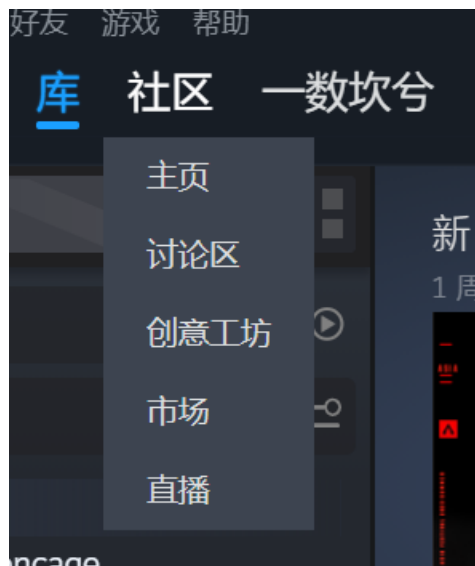 好友 游戏 帮助
库 社区 一数坎兮
主页
讨论区
创意工坊
市场
直播
新
1 周